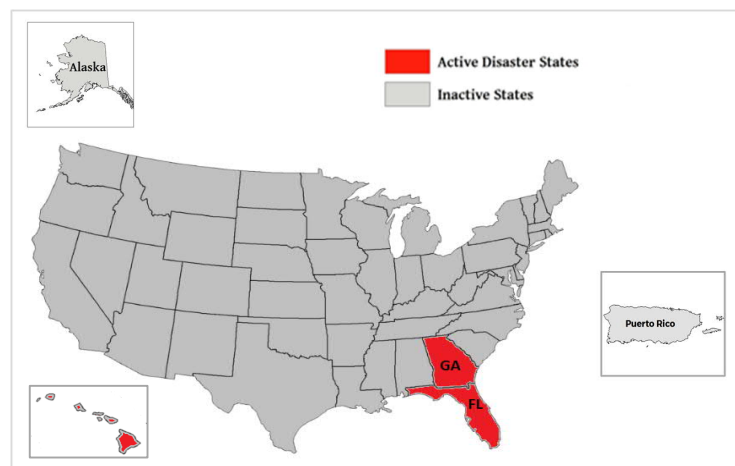 Alaska
Active Disaster States
Inactive States
Puerto Rico
GA
FL